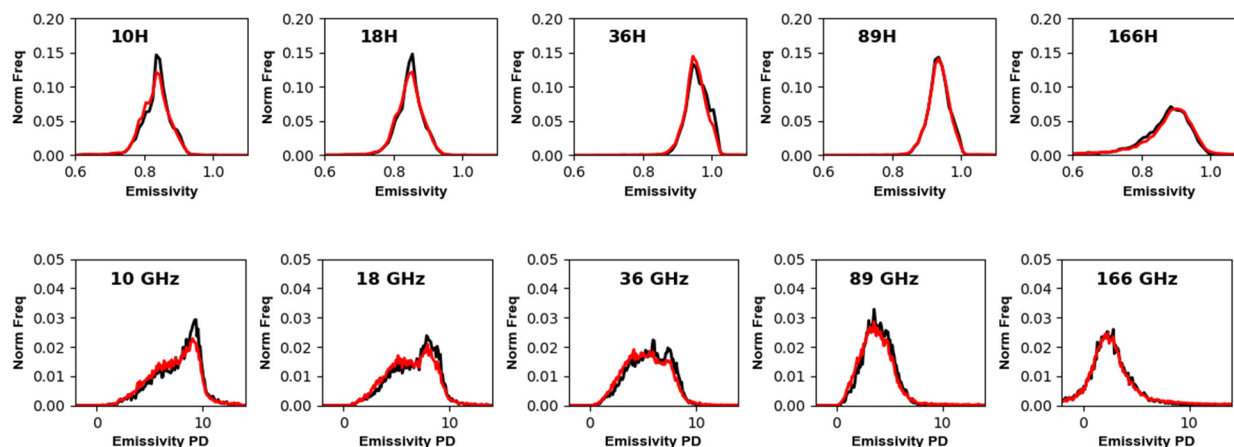 0.20 0.20 0.20 0.20 0.20
10H 18H 36H 89H 166H
0.15 0.15 0.15 0.15 0.15
0.10 0.10 0.10 0.10 0.10
0.05 0.05 0.05 0.05 0.05
0.00 0.00 0.00 0.00 0.00
Norm Freq Norm Freq Norm Freq Norm Freq Norm Freq
0.6 0.8 1.0 0.6 0.8 1.0 0.6 0.8 1.0 0.6 0.8 1.0 0.6 0.8 1.0
Emissivity Emissivity Emissivity Emissivity Emissivity
0.05 0.05 0.05 0.05 0.05
10 GHz 18 GHz 36 GHz 89 GHz 166 GHz
0.04 0.04 0.04 0.04 0.04
0.03 0.03 0.03 0.03 0.03
0.02 0.02 0.02 0.02 0.02
0.01 0.01 0.01 0.01 0.01
0.00 0.00 0.00 0.00 0.00
Norm Freq Norm Freq Norm Freq Norm Freq Norm Freq
0 10 0 10 0 10 0 10 0 10
Emissivity PD Emissivity PD Emissivity PD Emissivity PD Emissivity PD